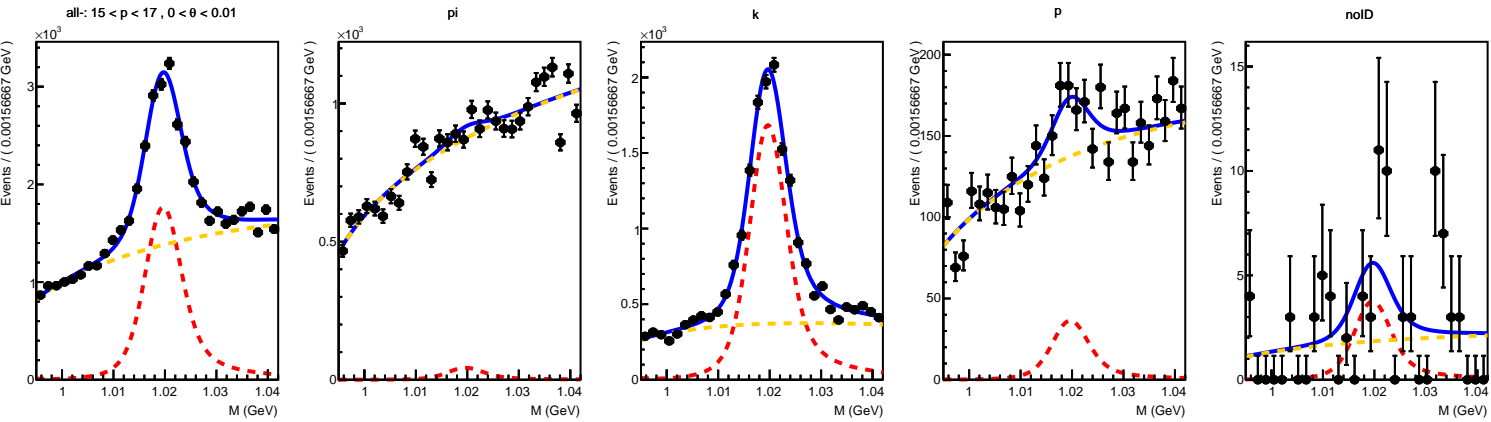 all-: 15 < p < 17 , 0 < θ < 0.01
×10³
Events / ( 0.00156667 GeV )
3
2
1
0
1 1.01 1.02 1.03 1.04
M (GeV)
pi
×10³
Events / ( 0.00156667 GeV )
1
0.5
0
1 1.01 1.02 1.03 1.04
M (GeV)
k
×10³
Events / ( 0.00156667 GeV )
2
1.5
1
0.5
0
1 1.01 1.02 1.03 1.04
M (GeV)
p
Events / ( 0.00156667 GeV )
200
150
100
50
0
1 1.01 1.02 1.03 1.04
M (GeV)
noID
Events / ( 0.00156667 GeV )
15
10
5
0
1 1.01 1.02 1.03 1.04
M (GeV)